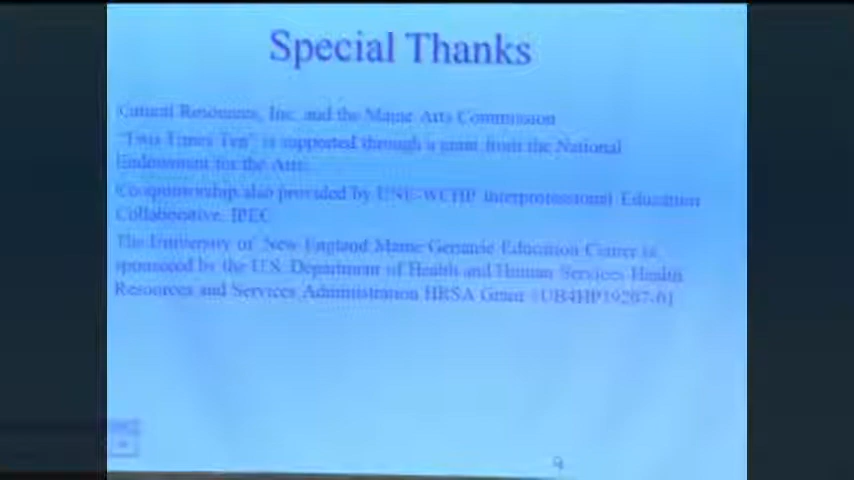 Special Thanks
Cultural Resources, Inc. and the Maine Arts Commission
"Two Times Ten" is supported through a grant from the National
Endowment for the Arts.
Co-sponsorship also provided by UNE-WCHP Interprofessional Education
Collaborative, IPEC
The University of New England Maine Geriatric Education Center is
sponsored by the U.S. Department of Health and Human Services Health
Resources and Services Administration HRSA Grant